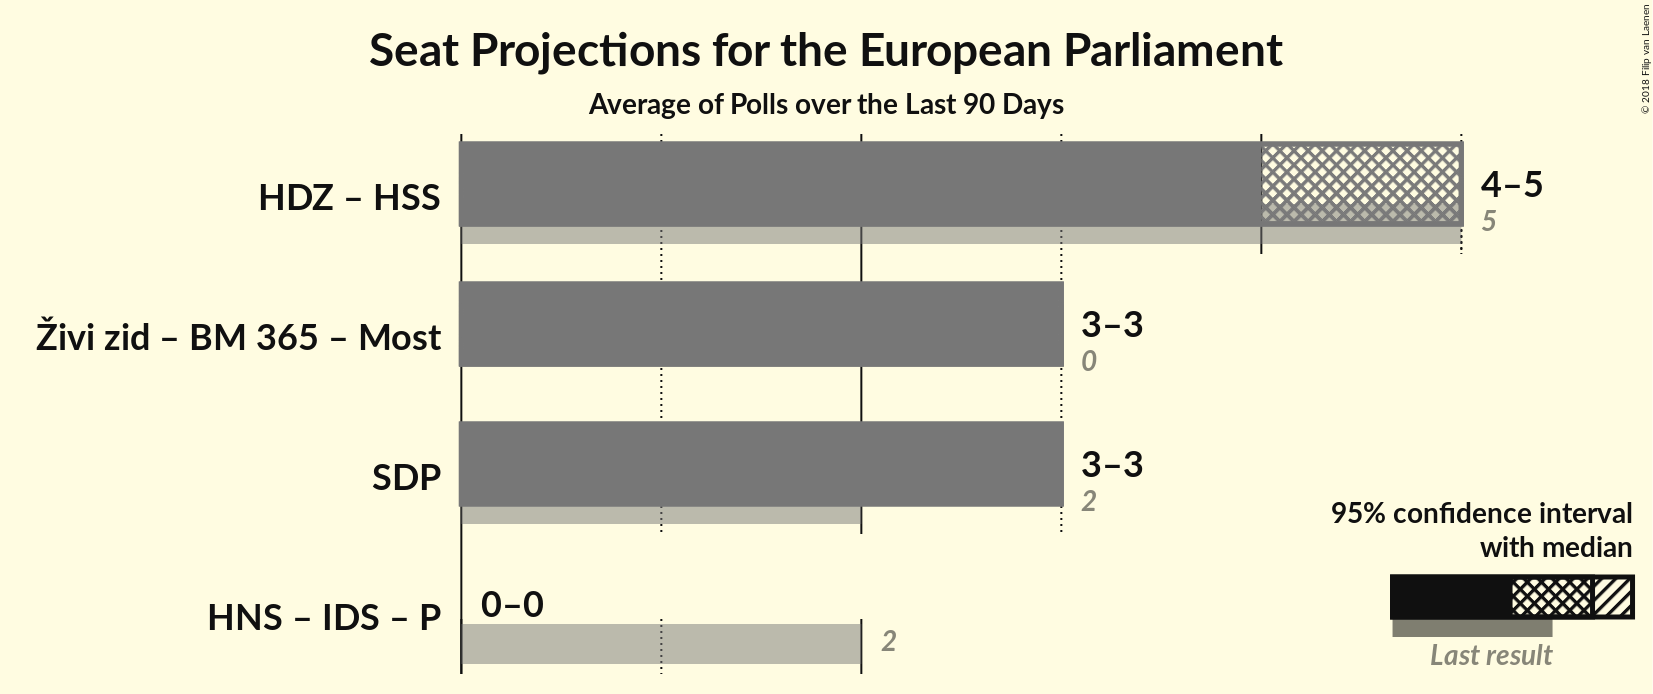 Seat Projections for the European Parliament
Average of Polls over the Last 90 Days
© 2018 Filip van Laenen
HDZ – HSS
4–5
5
Živi zid – BM 365 – Most
3–3
0
SDP
3–3
2
HNS – IDS – P
0–0
2
95% confidence interval
with median
Last result